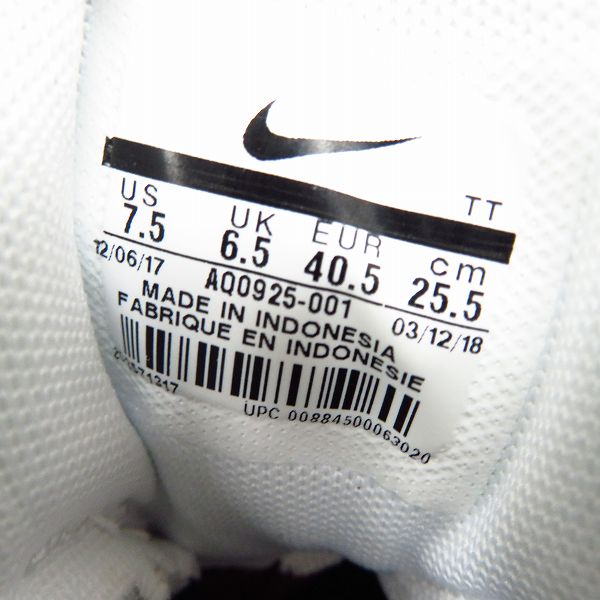 TT
US UK EUR cm
7.5 6.5 40.5 25.5
12/06/17 AQ0925-001 03/12/18
MADE IN INDONESIA
FABRIQUE EN INDONESIE
UPC 00884500063020